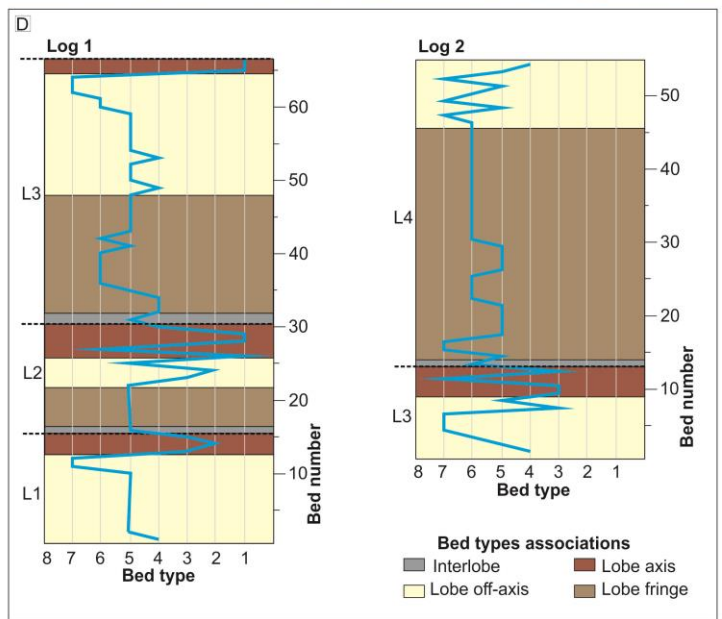 D
Log 1
60
50
40
30
20
10
L3
L2
L1
Bed number
8 7 6 5 4 3 2 1
Bed type
Log 2
50
40
30
20
10
L4
L3
Bed number
8 7 6 5 4 3 2 1
Bed type
Bed types associations
Interlobe
Lobe axis
Lobe off-axis
Lobe fringe